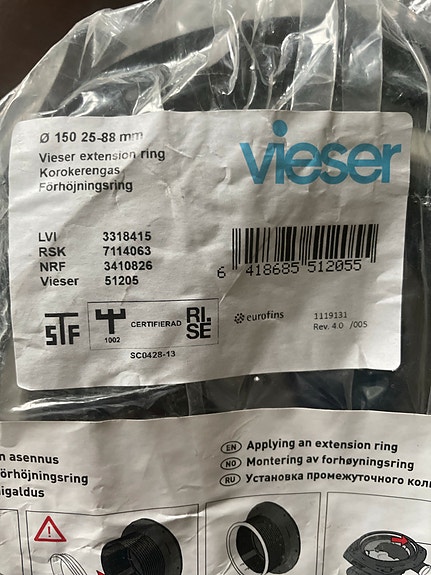 Ø 150 25-88 mm
Vieser extension ring
Korokerengas
Förhöjningsring
vieser
LVI 3318415
RSK 7114063
NRF 3410826
Vieser 51205
6 418685 512055
STF
1002
CERTIFIERAD
RI.
SE
SC0428-13
eurofins
1119131
Rev. 4.0 /005
n asennus
örhöjningsring
igaldus
EN Applying an extension ring
NO Montering av forhøyningsring
RU Установка промежуточного кол